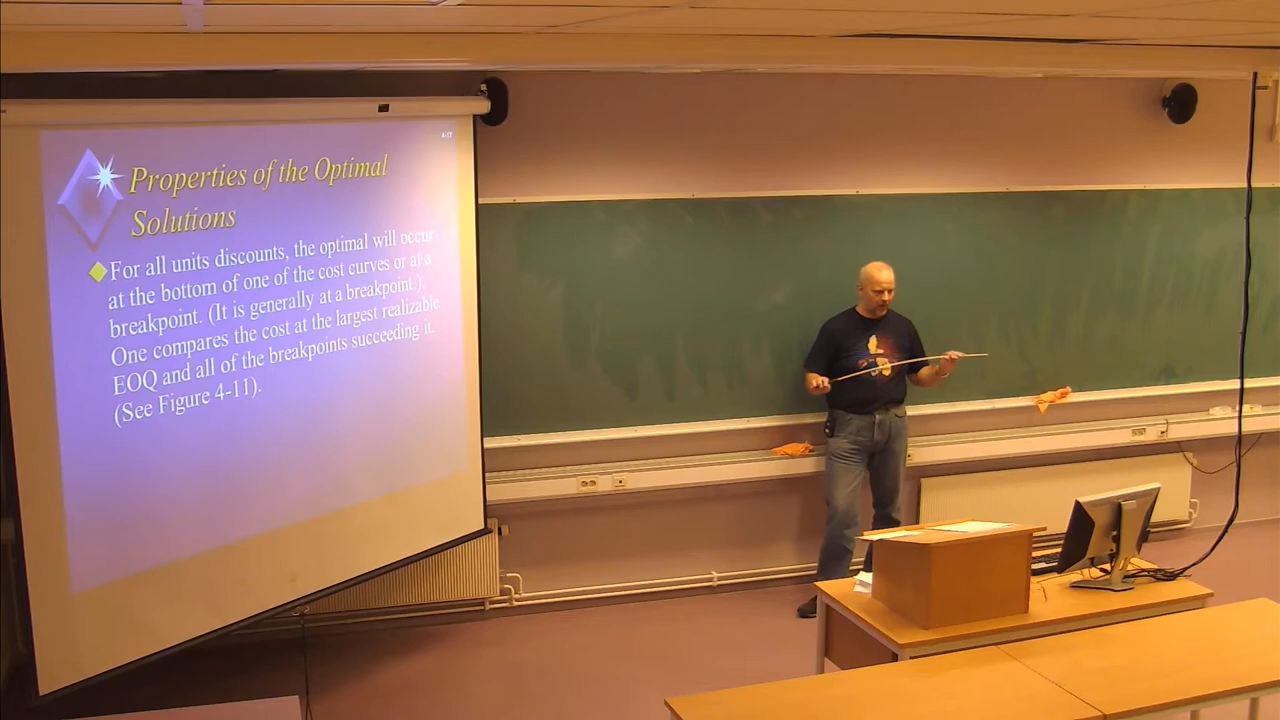 Properties of the Optimal
Solutions
For all units discounts, the optimal will occur
at the bottom of one of the cost curves or at a
breakpoint. (It is generally at a breakpoint.).
One compares the cost at the largest realizable
EOQ and all of the breakpoints succeeding it.
(See Figure 4-11).